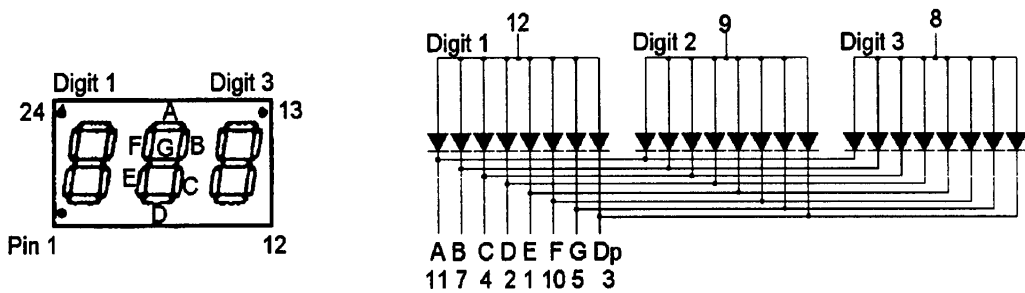 Digit 1 Digit 3
24 13
A
F G B
E C
D
Pin 1 12
12 9 8
Digit 1 Digit 2 Digit 3
A B C D E F G Dp
11 7 4 2 1 10 5 3